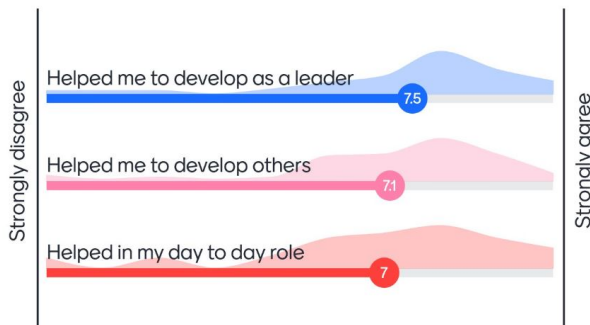 Strongly disagree
Helped me to develop as a leader
7.5
Helped me to develop others
7.1
Helped in my day to day role
7
Strongly agree